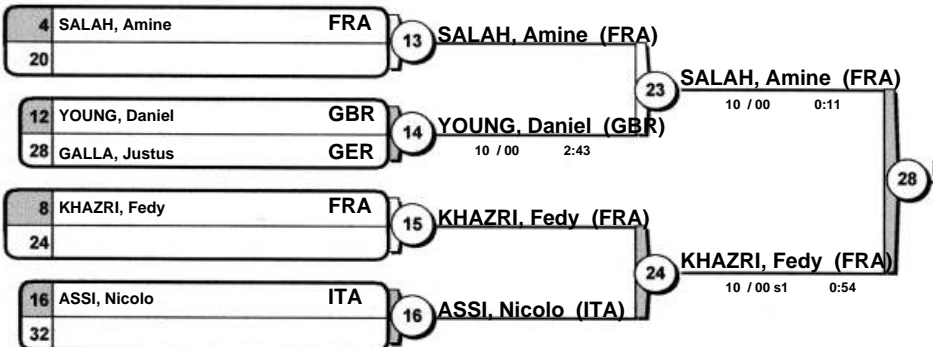 4 SALAH, Amine FRA
20
13 SALAH, Amine (FRA)
12 YOUNG, Daniel GBR
28 GALLA, Justus GER
14 YOUNG, Daniel (GBR)
10 / 00 2:43
23 SALAH, Amine (FRA)
10 / 00 0:11
8 KHAZRI, Fedy FRA
24
15 KHAZRI, Fedy (FRA)
16 ASSI, Nicolo ITA
32
16 ASSI, Nicolo (ITA)
24 KHAZRI, Fedy (FRA)
10 / 00 s1 0:54
28